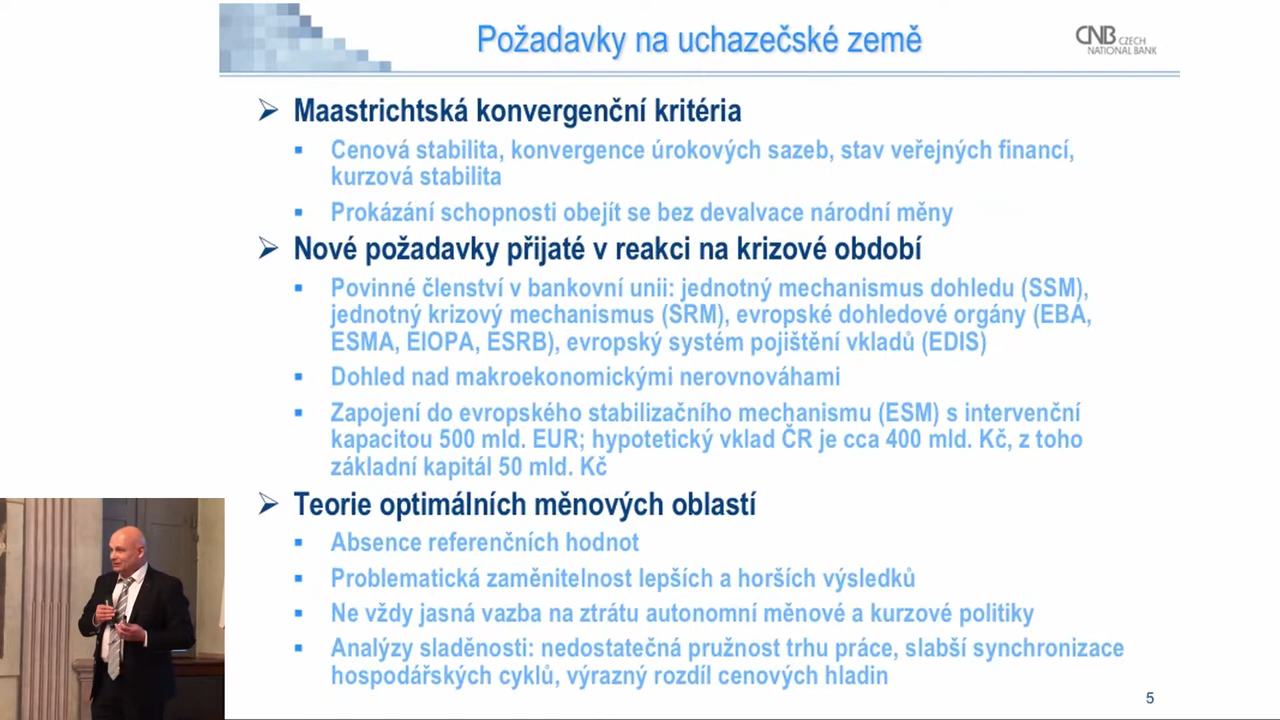 Požadavky na uchazečské země
CNB CZECH
NATIONAL BANK
Maastrichtská konvergenční kritéria
Cenová stabilita, konvergence úrokových sazeb, stav veřejných financí,
kurzová stabilita
Prokázání schopnosti obejít se bez devalvace národní měny
Nové požadavky přijaté v reakci na krizové období
Povinné členství v bankovní unii: jednotný mechanismus dohledu (SSM),
jednotný krizový mechanismus (SRM), evropské dohledové orgány (EBA,
ESMA, EIOPA, ESRB), evropský systém pojištění vkladů (EDIS)
Dohled nad makroekonomickými nerovnováhami
Zapojení do evropského stabilizačního mechanismu (ESM) s intervenční
kapacitou 500 mld. EUR; hypotetický vklad ČR je cca 400 mld. Kč, z toho
základní kapitál 50 mld. Kč
Teorie optimálních měnových oblastí
Absence referenčních hodnot
Problematická zaměnitelnost lepších a horších výsledků
Ne vždy jasná vazba na ztrátu autonomní měnové a kurzové politiky
Analýzy sladěnosti: nedostatečná pružnost trhu práce, slabší synchronizace
hospodářských cyklů, výrazný rozdíl cenových hladin
5